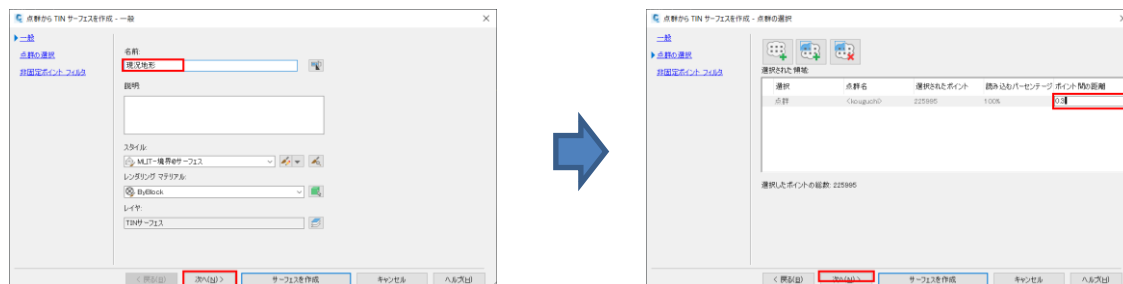 点群から TIN サーフェスを作成 - 一般
一般
点群の選択
非固定ポイント フィルタ
名前:
現況地形
説明:
スタイル:
MLIT-境界@サーフェス
レンダリング マテリアル:
ByBlock
レイヤ:
TINサーフェス
< 戻る(B)
次へ(N) >
サーフェスを作成
キャンセル
ヘルプ(H)
点群から TIN サーフェスを作成 - 点群の選択
一般
点群の選択
非固定ポイント フィルタ
選択された領域:
選択 点群名 選択されたポイント 読み込むパーセンテージ ポイント間の距離
点群 <kouguchi> 225995 100% 0.3
選択したポイントの総数: 225995
< 戻る(B)
次へ(N) >
サーフェスを作成
キャンセル
ヘルプ(H)